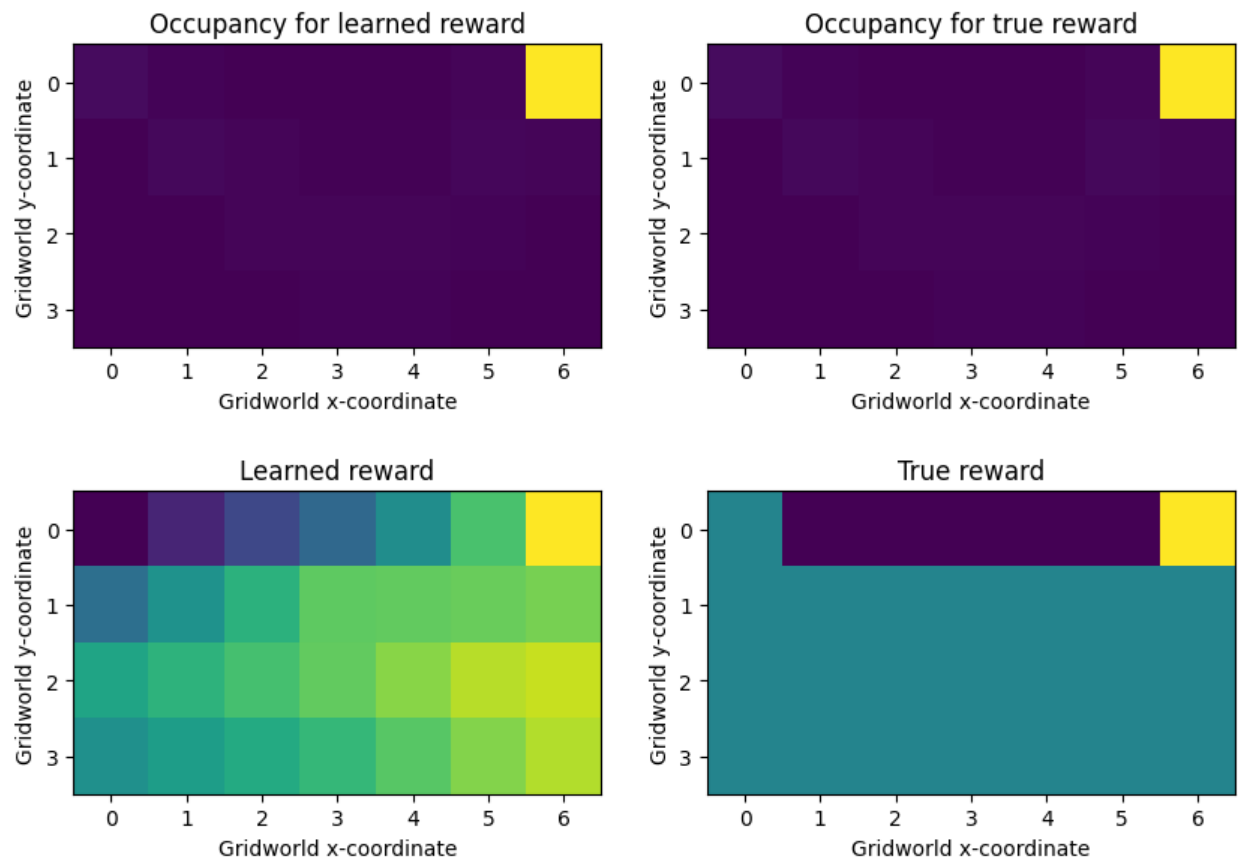 Occupancy for learned reward
Gridworld y-coordinate
0
1
2
3
0 1 2 3 4 5 6
Gridworld x-coordinate
Occupancy for true reward
Gridworld y-coordinate
0
1
2
3
0 1 2 3 4 5 6
Gridworld x-coordinate
Learned reward
Gridworld y-coordinate
0
1
2
3
0 1 2 3 4 5 6
Gridworld x-coordinate
True reward
Gridworld y-coordinate
0
1
2
3
0 1 2 3 4 5 6
Gridworld x-coordinate